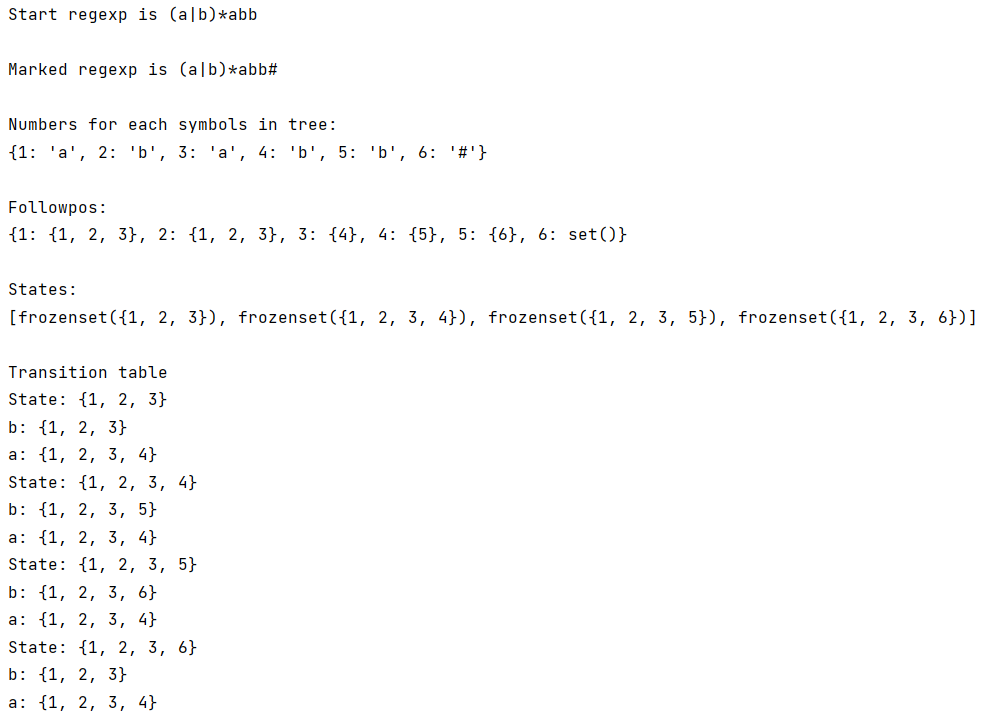 Start regexp is (a|b)*abb
Marked regexp is (a|b)*abb#
Numbers for each symbols in tree:
{1: 'a', 2: 'b', 3: 'a', 4: 'b', 5: 'b', 6: '#'}
Followpos:
{1: {1, 2, 3}, 2: {1, 2, 3}, 3: {4}, 4: {5}, 5: {6}, 6: set()}
States:
[frozenset({1, 2, 3}), frozenset({1, 2, 3, 4}), frozenset({1, 2, 3, 5}), frozenset({1, 2, 3, 6})]
Transition table
State: {1, 2, 3}
b: {1, 2, 3}
a: {1, 2, 3, 4}
State: {1, 2, 3, 4}
b: {1, 2, 3, 5}
a: {1, 2, 3, 4}
State: {1, 2, 3, 5}
b: {1, 2, 3, 6}
a: {1, 2, 3, 4}
State: {1, 2, 3, 6}
b: {1, 2, 3}
a: {1, 2, 3, 4}